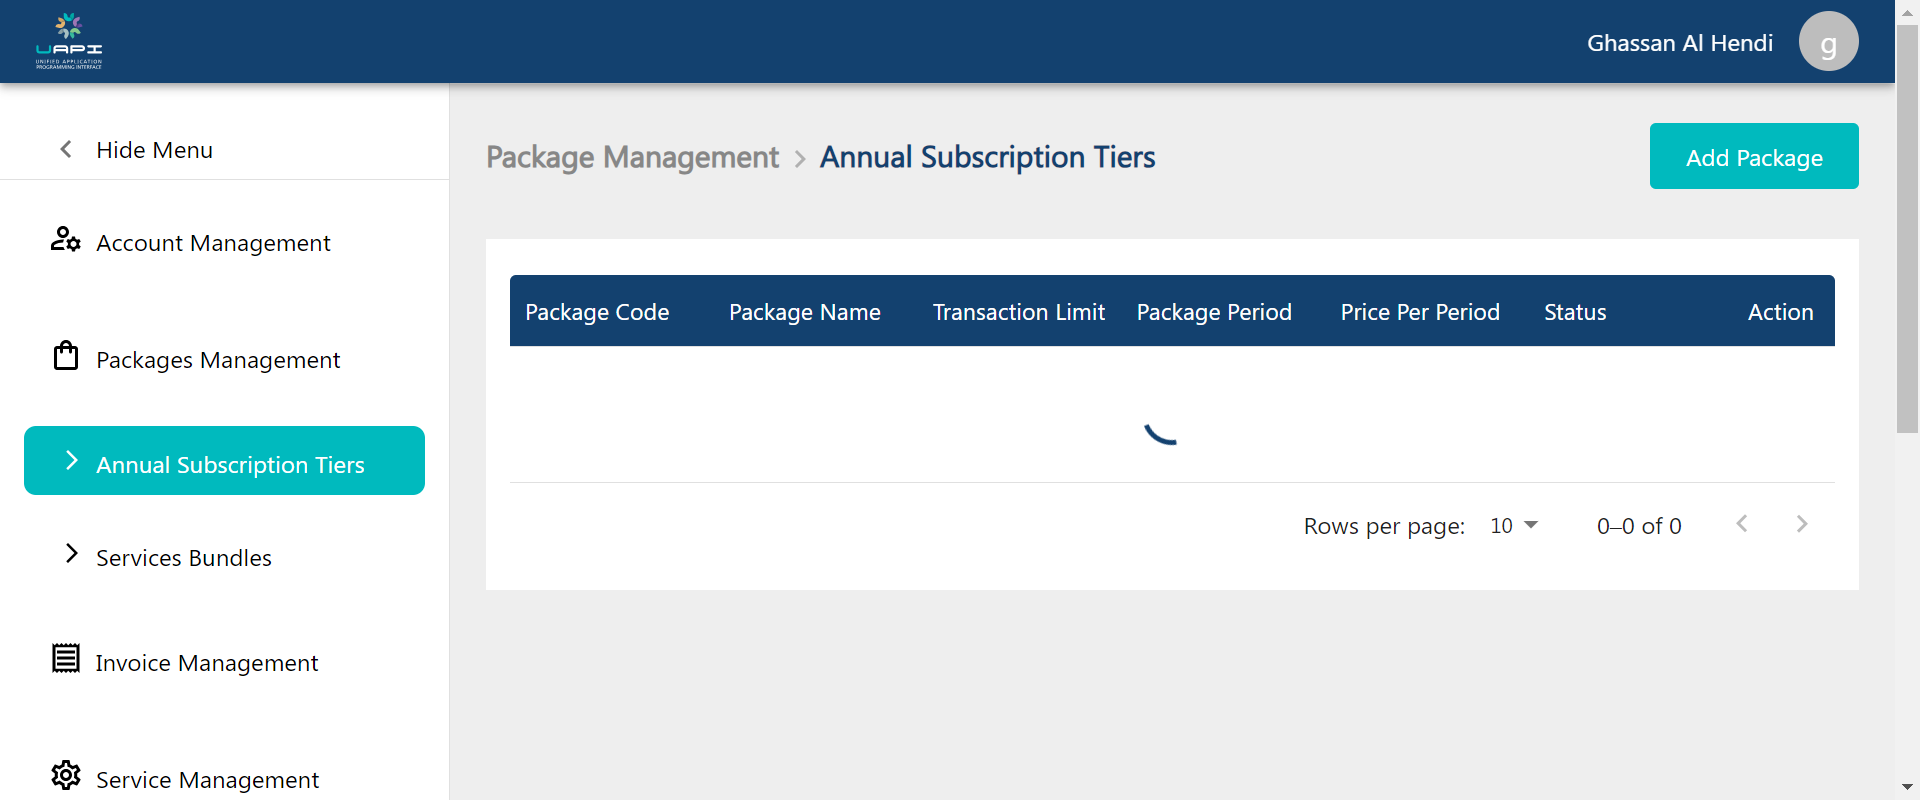 UAPI
UNIFIED APPLICATION
PROGRAMMING INTERFACE
Ghassan Al Hendi
g
Hide Menu
Account Management
Packages Management
Annual Subscription Tiers
Services Bundles
Invoice Management
Service Management
Package Management > Annual Subscription Tiers
Add Package
Package Code Package Name Transaction Limit Package Period Price Per Period Status Action
Rows per page: 10 0–0 of 0